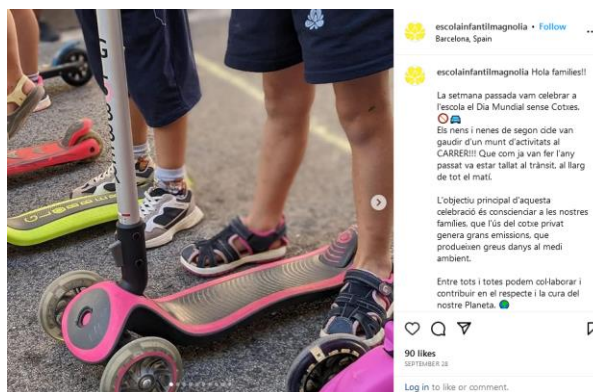 escolainfantilmagnolia • Follow
Barcelona, Spain
escolainfantilmagnolia Hola famílies!!
La setmana passada vam celebrar a
l'escola el Dia Mundial sense Cotxes.
🚫🚘
Els nens i nenes de segon cicle van
gaudir d'un munt d'activitats al
CARRER!!! Que com ja van fer l'any
passat va estar tallat al trànsit, al llarg
de tot el matí.
L'objectiu principal d'aquesta
celebració és conscienciar a les nostres
famílies, que l'ús del cotxe privat
genera grans emissions, que
produeixen greus danys al medi
ambient.
Entre tots i totes podem col·laborar i
contribuir en el respecte i la cura del
nostre Planeta. 🌍
90 likes
SEPTEMBER 28
Log in to like or comment.